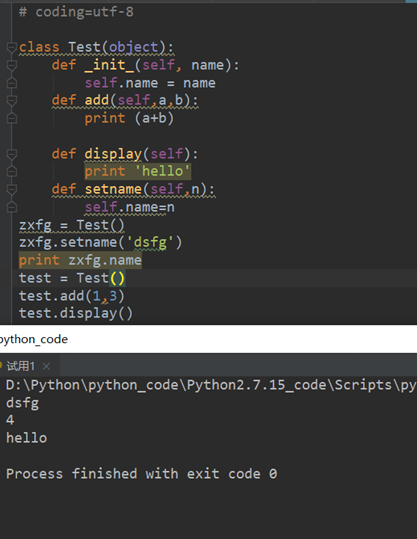 # coding=utf-8
class Test(object):
def _init_(self, name):
self.name = name
def add(self,a,b):
print (a+b)
def display(self):
print 'hello'
def setname(self,n):
self.name=n
zxfg = Test()
zxfg.setname('dsfg')
print zxfg.name
test = Test()
test.add(1,3)
test.display()
python_code
试用1 ×
D:\Python\python_code\Python2.7.15_code\Scripts\py
dsfg
4
hello
Process finished with exit code 0